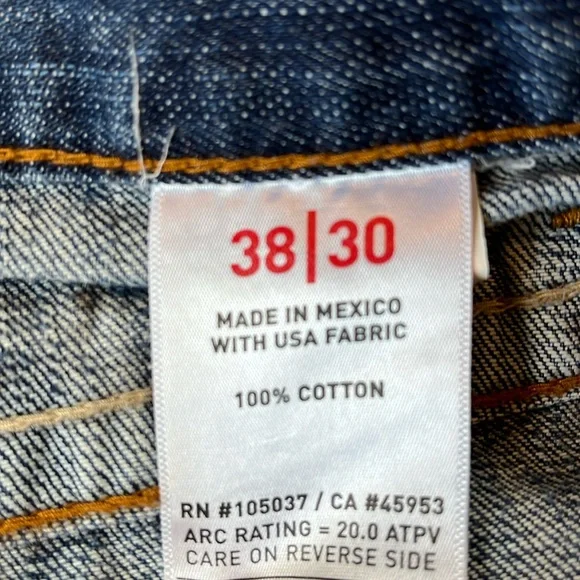 38|30
MADE IN MEXICO
WITH USA FABRIC
100% COTTON
RN #105037 / CA #45953
ARC RATING = 20.0 ATPV
CARE ON REVERSE SIDE